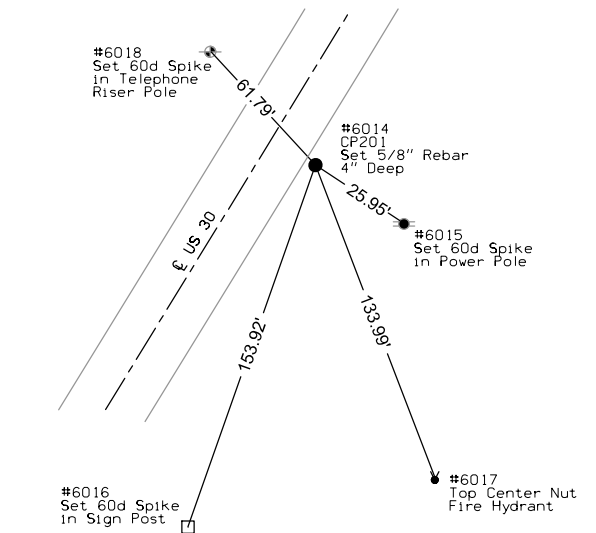 #6018
Set 60d Spike
in Telephone
Riser Pole
61.79'
#6014
CP201
Set 5/8" Rebar
4" Deep
25.95'
#6015
Set 60d Spike
in Power Pole
℄ US 30
153.92'
133.99'
#6016
Set 60d Spike
in Sign Post
#6017
Top Center Nut
Fire Hydrant